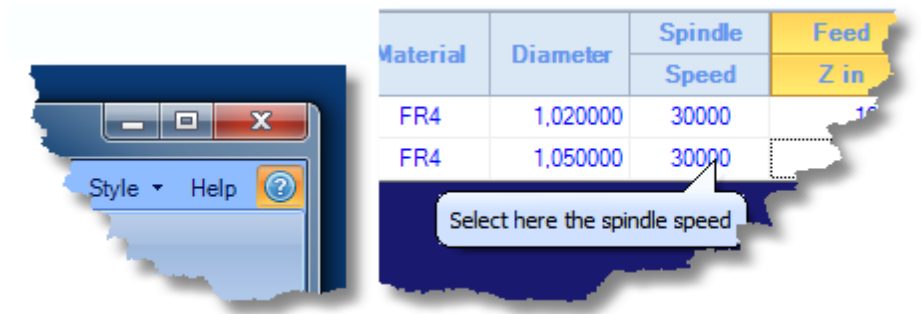 Style Help
Material Diameter Spindle Speed Feed Z in
FR4 1,020000 30000
FR4 1,050000 30000
Select here the spindle speed